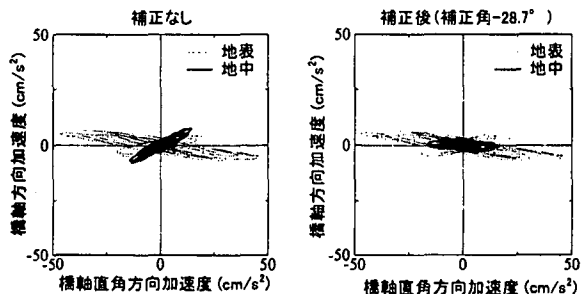 補正なし
50
地表
地中
橋軸方向加速度 (cm/s²)
0
-50
-50
0
50
橋軸直角方向加速度 (cm/s²)
補正後(補正角-28.7°)
50
地表
地中
橋軸方向加速度 (cm/s²)
0
-50
-50
0
50
橋軸直角方向加速度 (cm/s²)